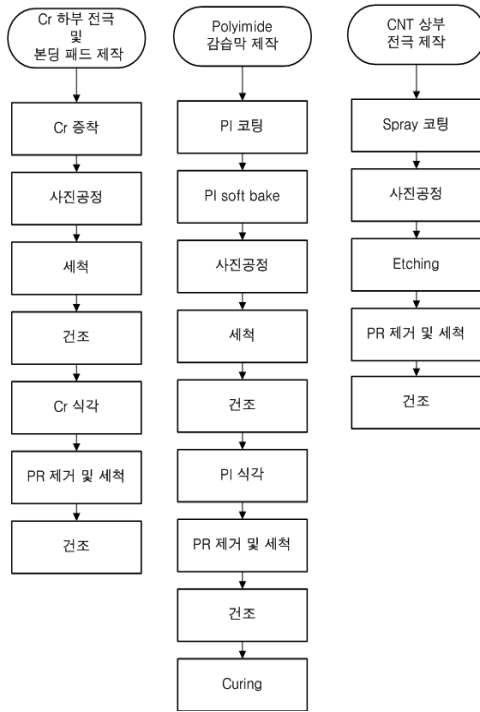 Cr 하부 전극
및
본딩 패드 제작
Cr 증착
사진공정
세척
건조
Cr 식각
PR 제거 및 세척
건조
Polyimide
감습막 제작
PI 코팅
PI soft bake
사진공정
세척
건조
PI 식각
PR 제거 및 세척
건조
Curing
CNT 상부
전극 제작
Spray 코팅
사진공정
Etching
PR 제거 및 세척
건조